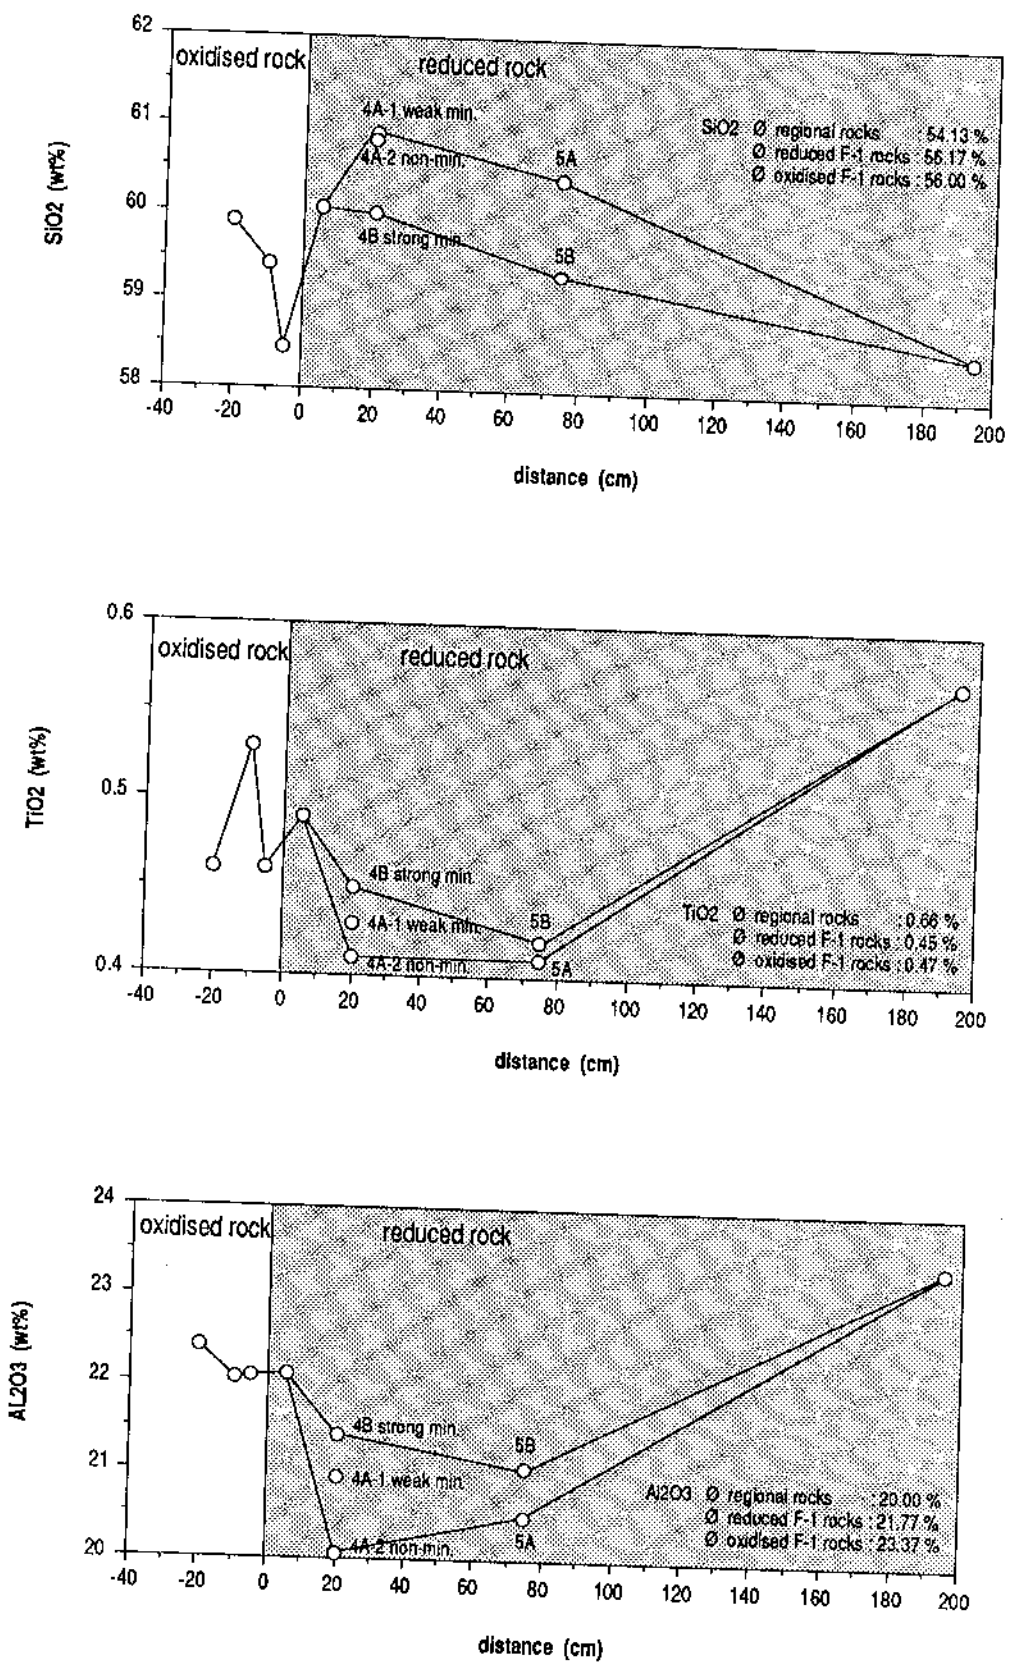 62
61
60
59
58
SiO2 (wt%)
oxidised rock
reduced rock
4A-1 weak min.
4A-2 non-min.
4B strong min.
5A
5B
SiO2 Ø regional rocks : 54.13 %
Ø reduced F-1 rocks : 56.17 %
Ø oxidised F-1 rocks : 56.00 %
-40 -20 0 20 40 60 80 100 120 140 160 180 200
distance (cm)
0.6
0.5
0.4
TiO2 (wt%)
oxidised rock
reduced rock
4B strong min.
4A-1 weak min.
4A-2 non-min.
5B
5A
TiO2 Ø regional rocks : 0.66 %
Ø reduced F-1 rocks : 0.45 %
Ø oxidised F-1 rocks : 0.47 %
-40 -20 0 20 40 60 80 100 120 140 160 180 200
distance (cm)
24
23
22
21
20
AL2O3 (wt%)
oxidised rock
reduced rock
4B strong min.
4A-1 weak min.
4A-2 non-min.
5B
5A
Al2O3 Ø regional rocks : 20.00 %
Ø reduced F-1 rocks : 21.77 %
Ø oxidised F-1 rocks : 23.37 %
-40 -20 0 20 40 60 80 100 120 140 160 180 200
distance (cm)